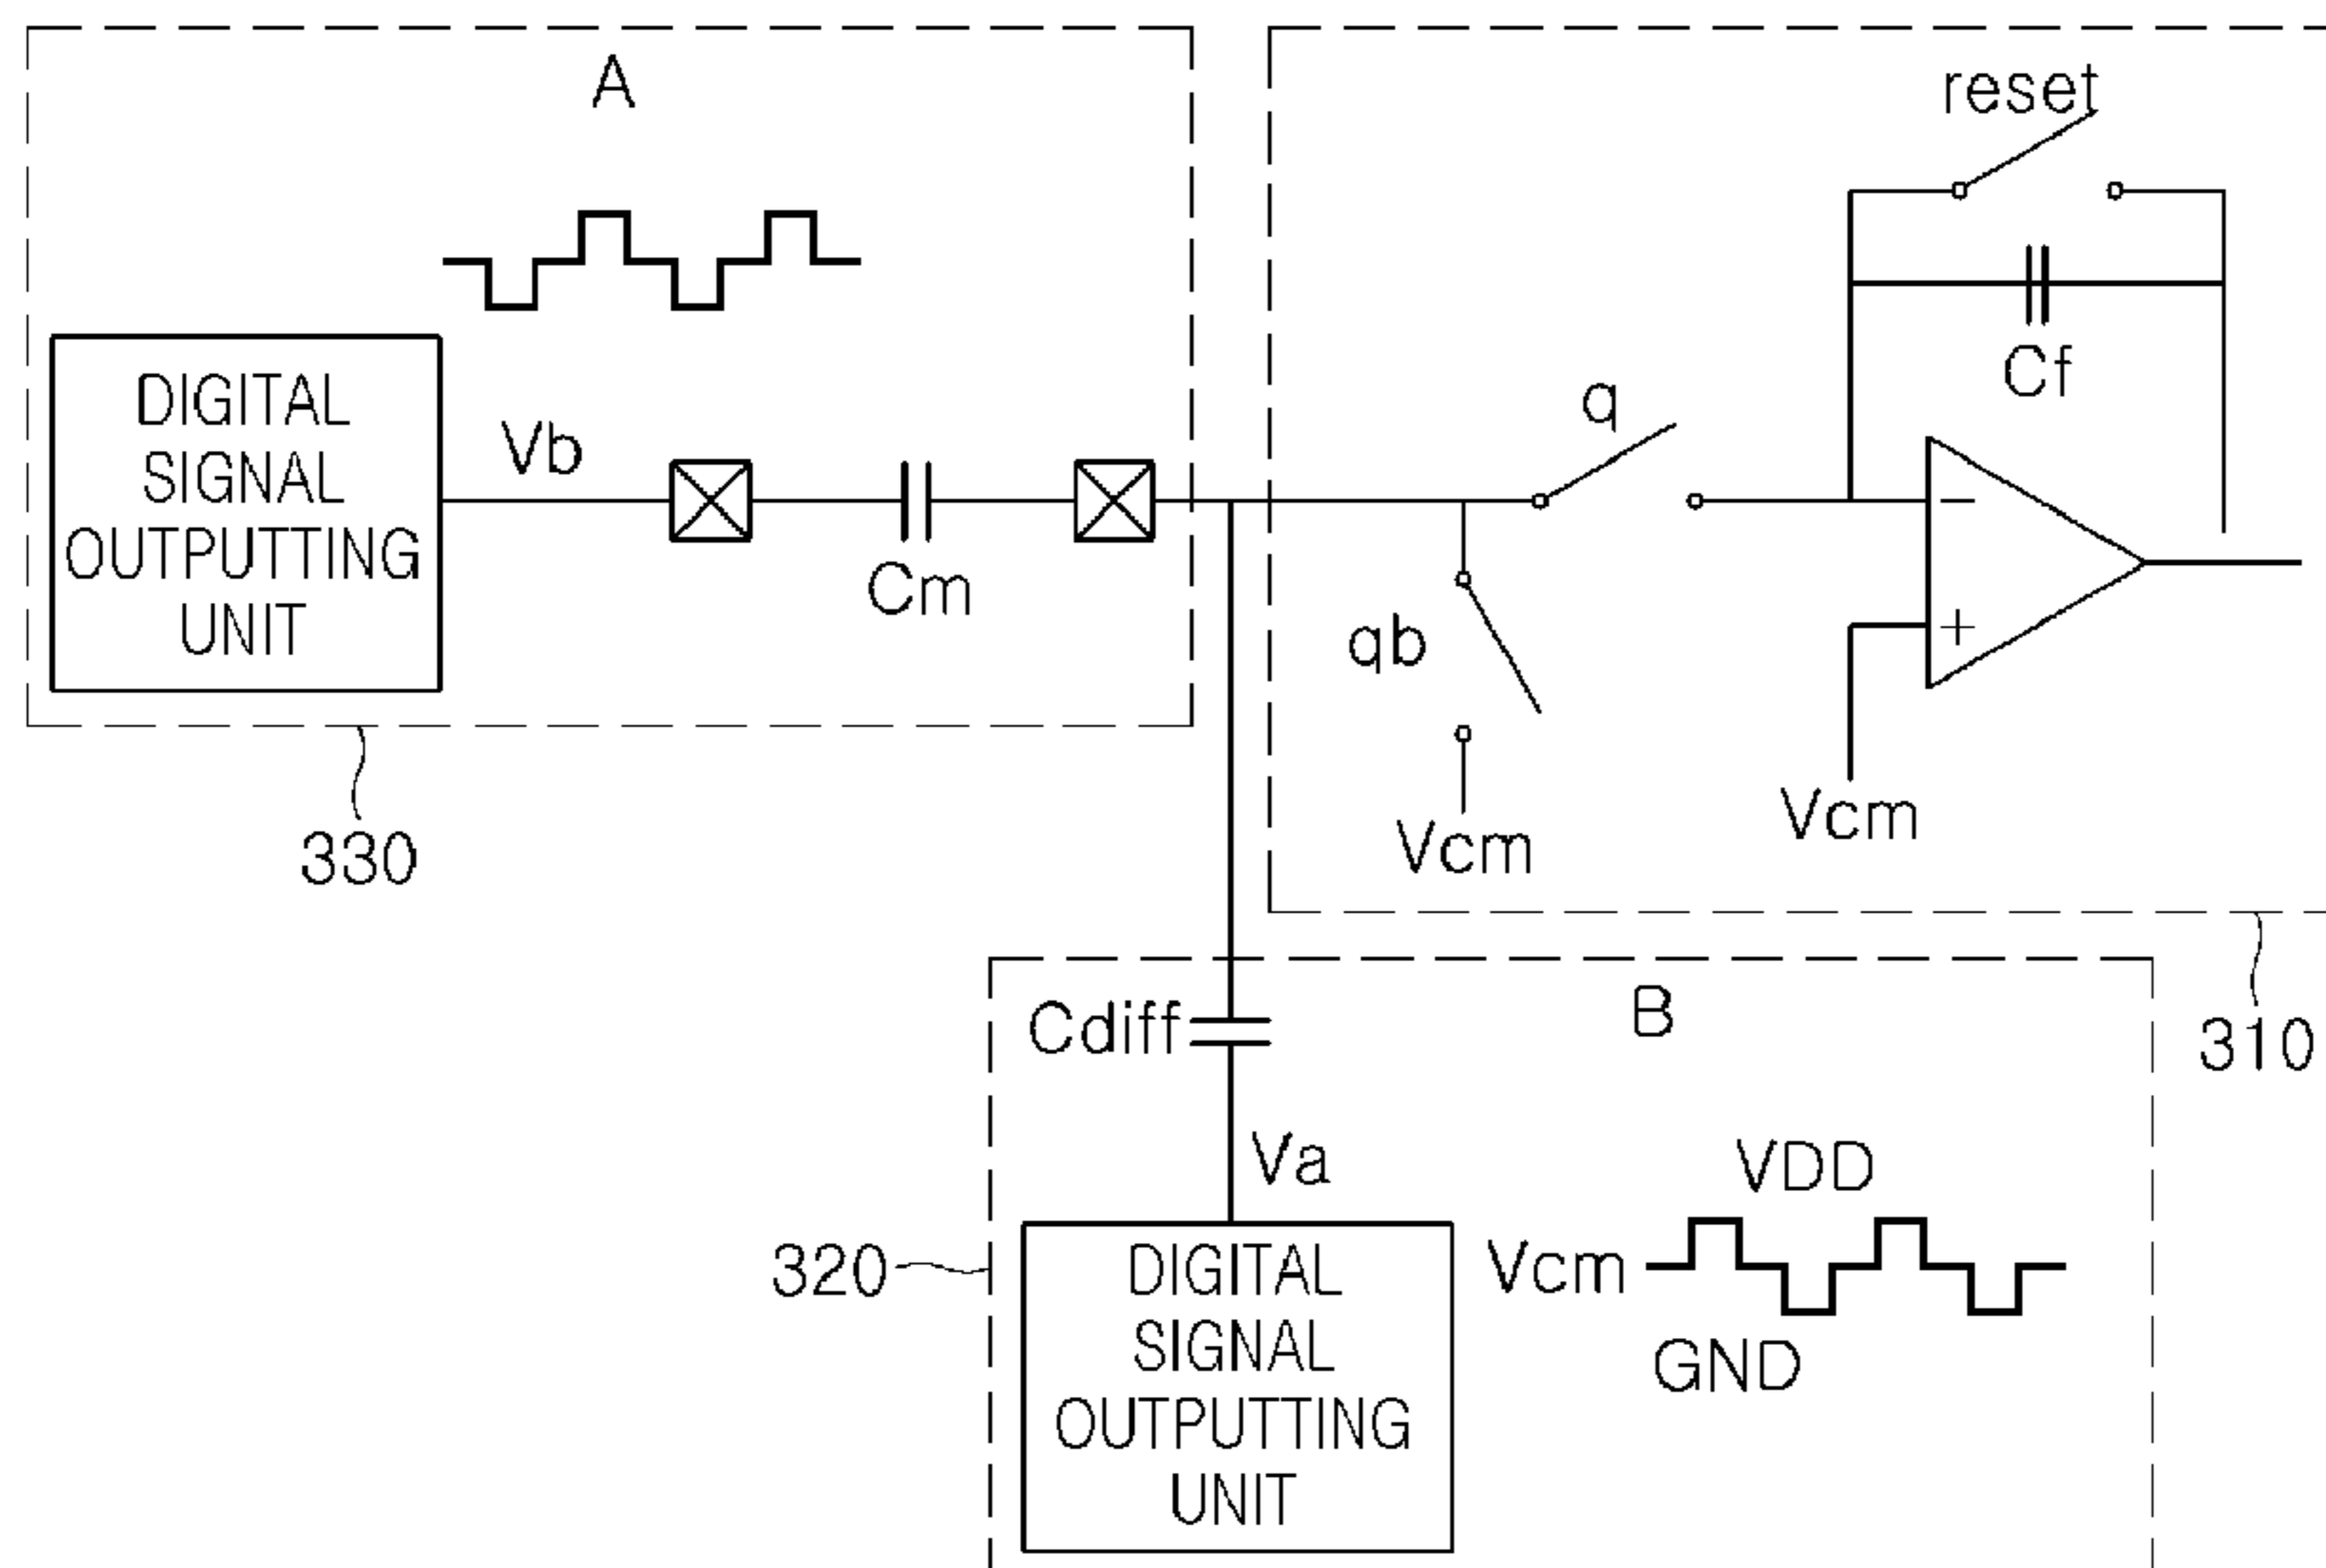 A
reset
Cf
DIGITAL
SIGNAL
OUTPUTTING
UNIT
Vb
Cm
q
qb
−
+
Vcm
Vcm
330
310
Cdiff
B
Va
VDD
Vcm
GND
320
DIGITAL
SIGNAL
OUTPUTTING
UNIT